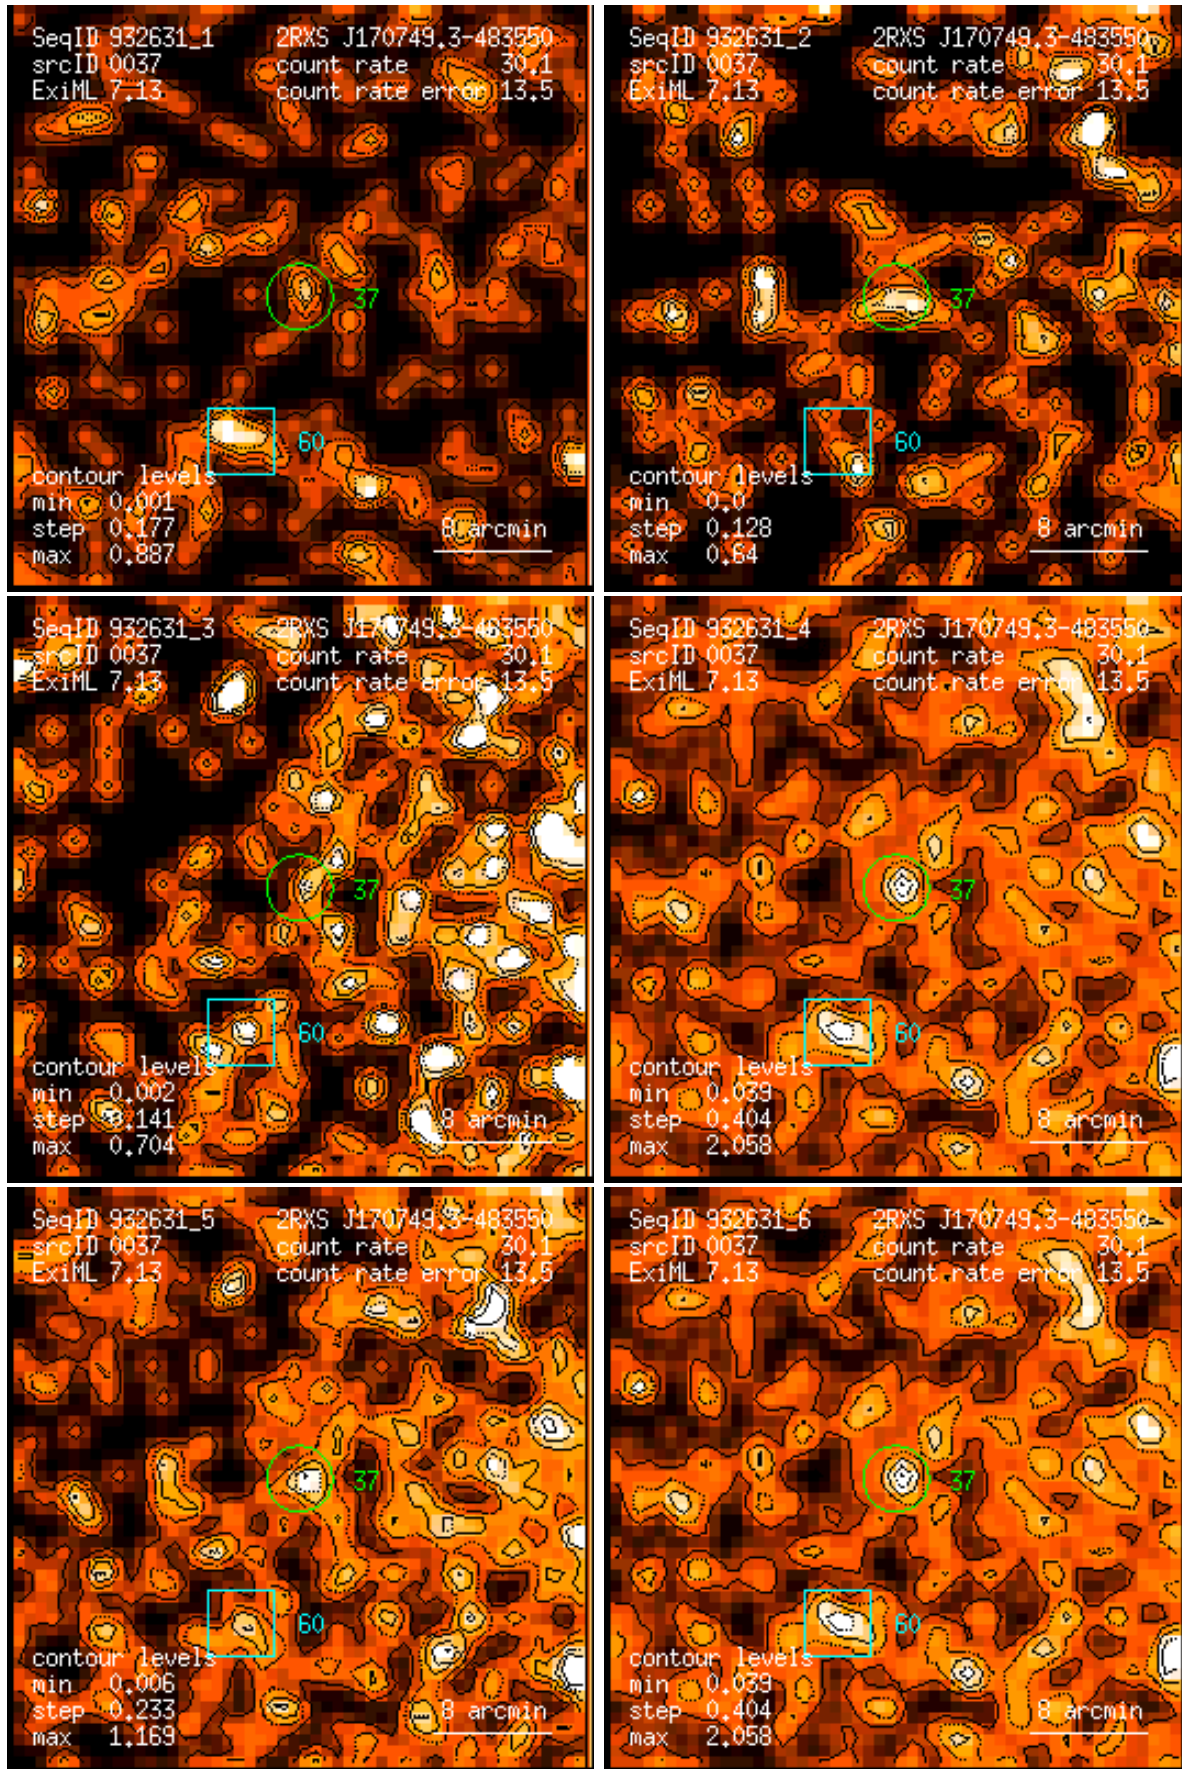 SeqID 932631_1 2RXS J170749.3-483550
srcID 0037 count rate 30.1
ExiML 7.13 count rate error 13.5
37
60
contour levels
min 0.001
step 0.177 8 arcmin
max 0.887
SeqID 932631_2 2RXS J170749.3-483550
srcID 0037 count rate 30.1
ExiML 7.13 count rate error 13.5
37
60
contour levels
min 0.0
step 0.128 8 arcmin
max 0.64
SeqID 932631_3 2RXS J170749.3-483550
srcID 0037 count rate 30.1
ExiML 7.13 count rate error 13.5
37
60
contour levels
min 0.002
step 0.141 8 arcmin
max 0.704
SeqID 932631_4 2RXS J170749.3-483550
srcID 0037 count rate 30.1
ExiML 7.13 count rate error 13.5
37
60
contour levels
min 0.039
step 0.404 8 arcmin
max 2.058
SeqID 932631_5 2RXS J170749.3-483550
srcID 0037 count rate 30.1
ExiML 7.13 count rate error 13.5
37
60
contour levels
min 0.006
step 0.233 8 arcmin
max 1.169
SeqID 932631_6 2RXS J170749.3-483550
srcID 0037 count rate 30.1
ExiML 7.13 count rate error 13.5
37
60
contour levels
min 0.039
step 0.404 8 arcmin
max 2.058